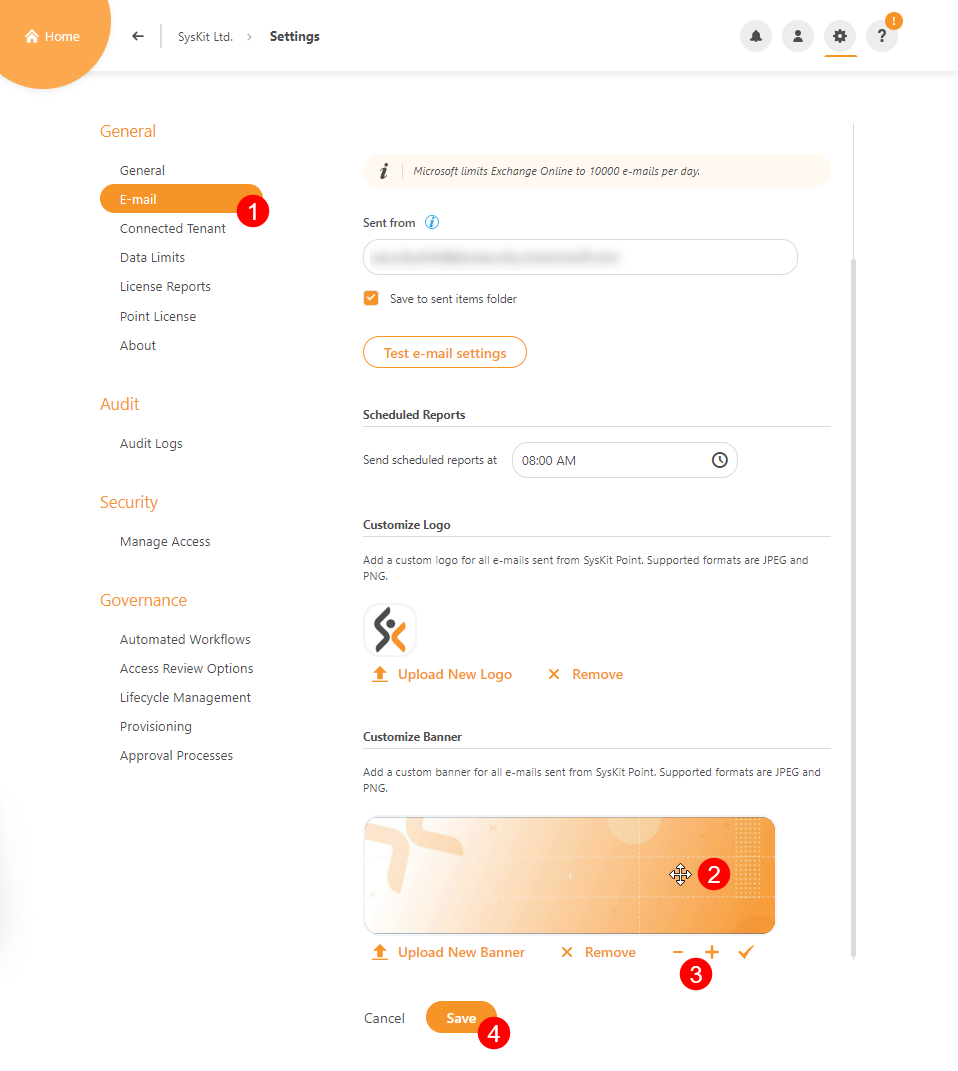 Home
SysKit Ltd. > Settings
!
?
General
General
E-mail
1
Connected Tenant
Data Limits
License Reports
Point License
About
Audit
Audit Logs
Security
Manage Access
Governance
Automated Workflows
Access Review Options
Lifecycle Management
Provisioning
Approval Processes
i Microsoft limits Exchange Online to 10000 e-mails per day.
Sent from i
Save to sent items folder
Test e-mail settings
Scheduled Reports
Send scheduled reports at 08:00 AM
Customize Logo
Add a custom logo for all e-mails sent from SysKit Point. Supported formats are JPEG and
PNG.
Upload New Logo × Remove
Customize Banner
Add a custom banner for all e-mails sent from SysKit Point. Supported formats are JPEG and
PNG.
2
Upload New Banner × Remove − +
3
Cancel Save
4